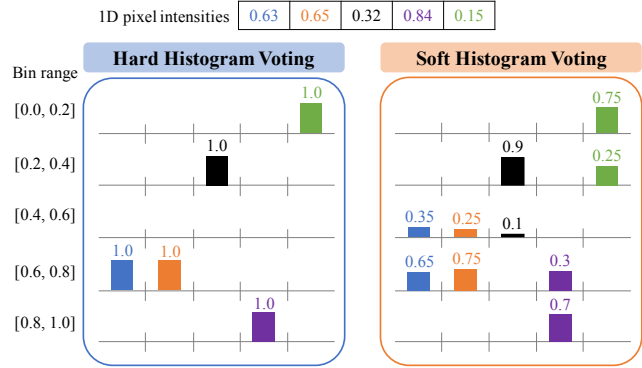 1D pixel intensities 0.63 0.65 0.32 0.84 0.15
Hard Histogram Voting Soft Histogram Voting
Bin range
[0.0, 0.2] 1.0 0.75
[0.2, 0.4] 1.0 0.9 0.25
[0.4, 0.6] 0.35 0.25 0.1
[0.6, 0.8] 1.0 1.0 0.65 0.75 0.3
[0.8, 1.0] 1.0 0.7